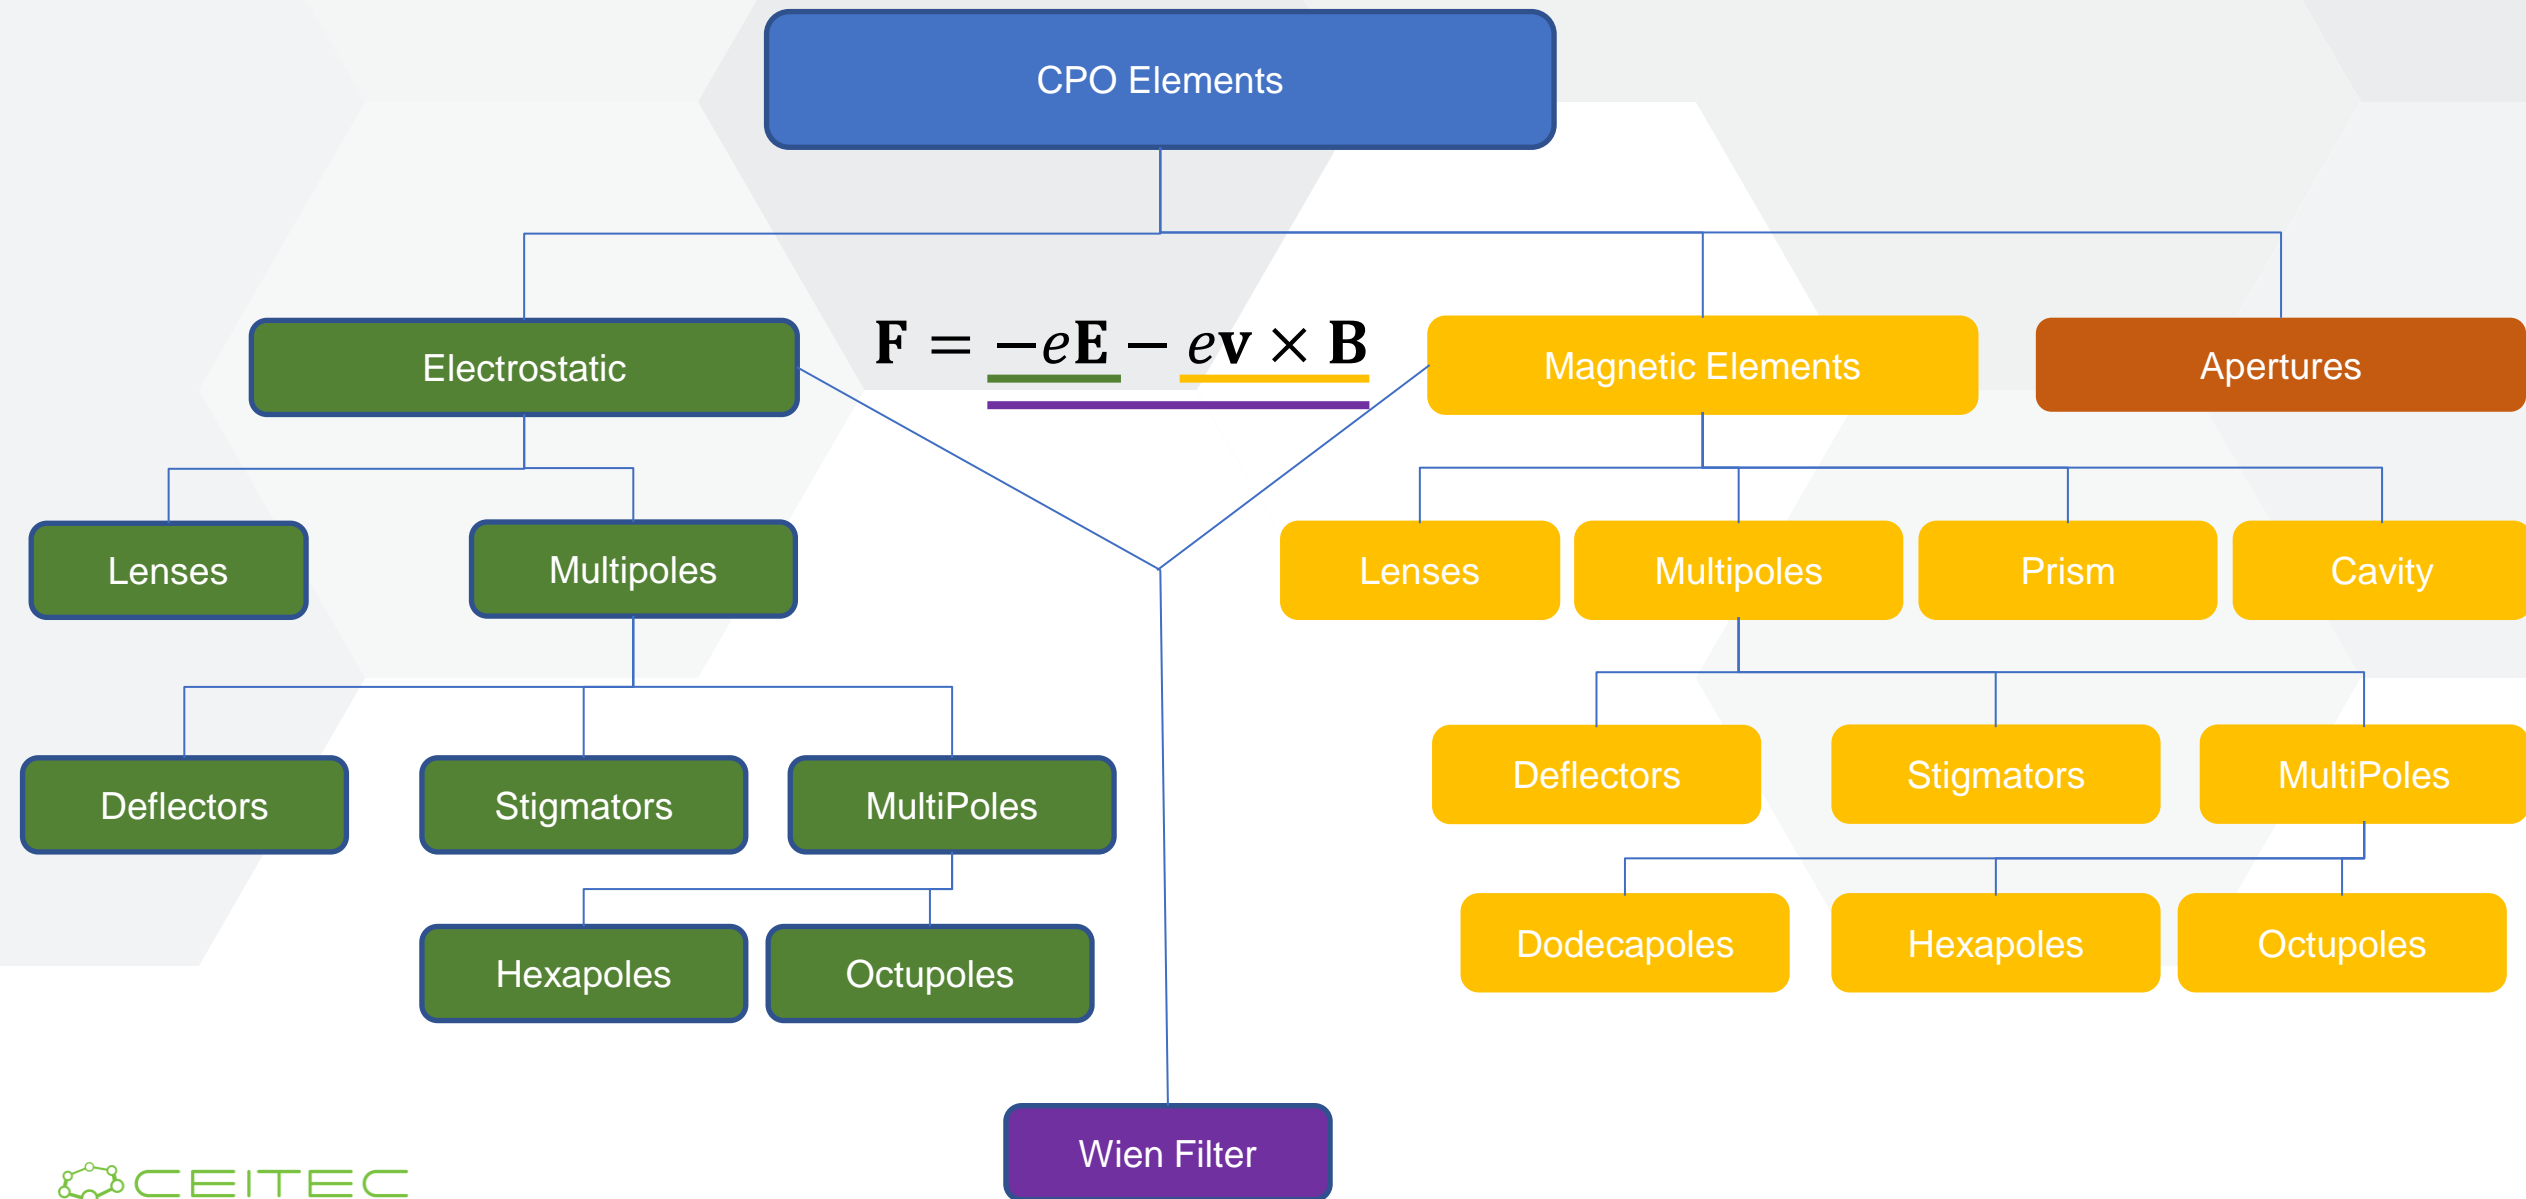 CPO Elements
F = −eE − ev × B
Electrostatic
Magnetic Elements
Apertures
Lenses
Multipoles
Lenses
Multipoles
Prism
Cavity
Deflectors
Stigmators
MultiPoles
Deflectors
Stigmators
MultiPoles
Hexapoles
Octupoles
Dodecapoles
Hexapoles
Octupoles
Wien Filter
CEITEC